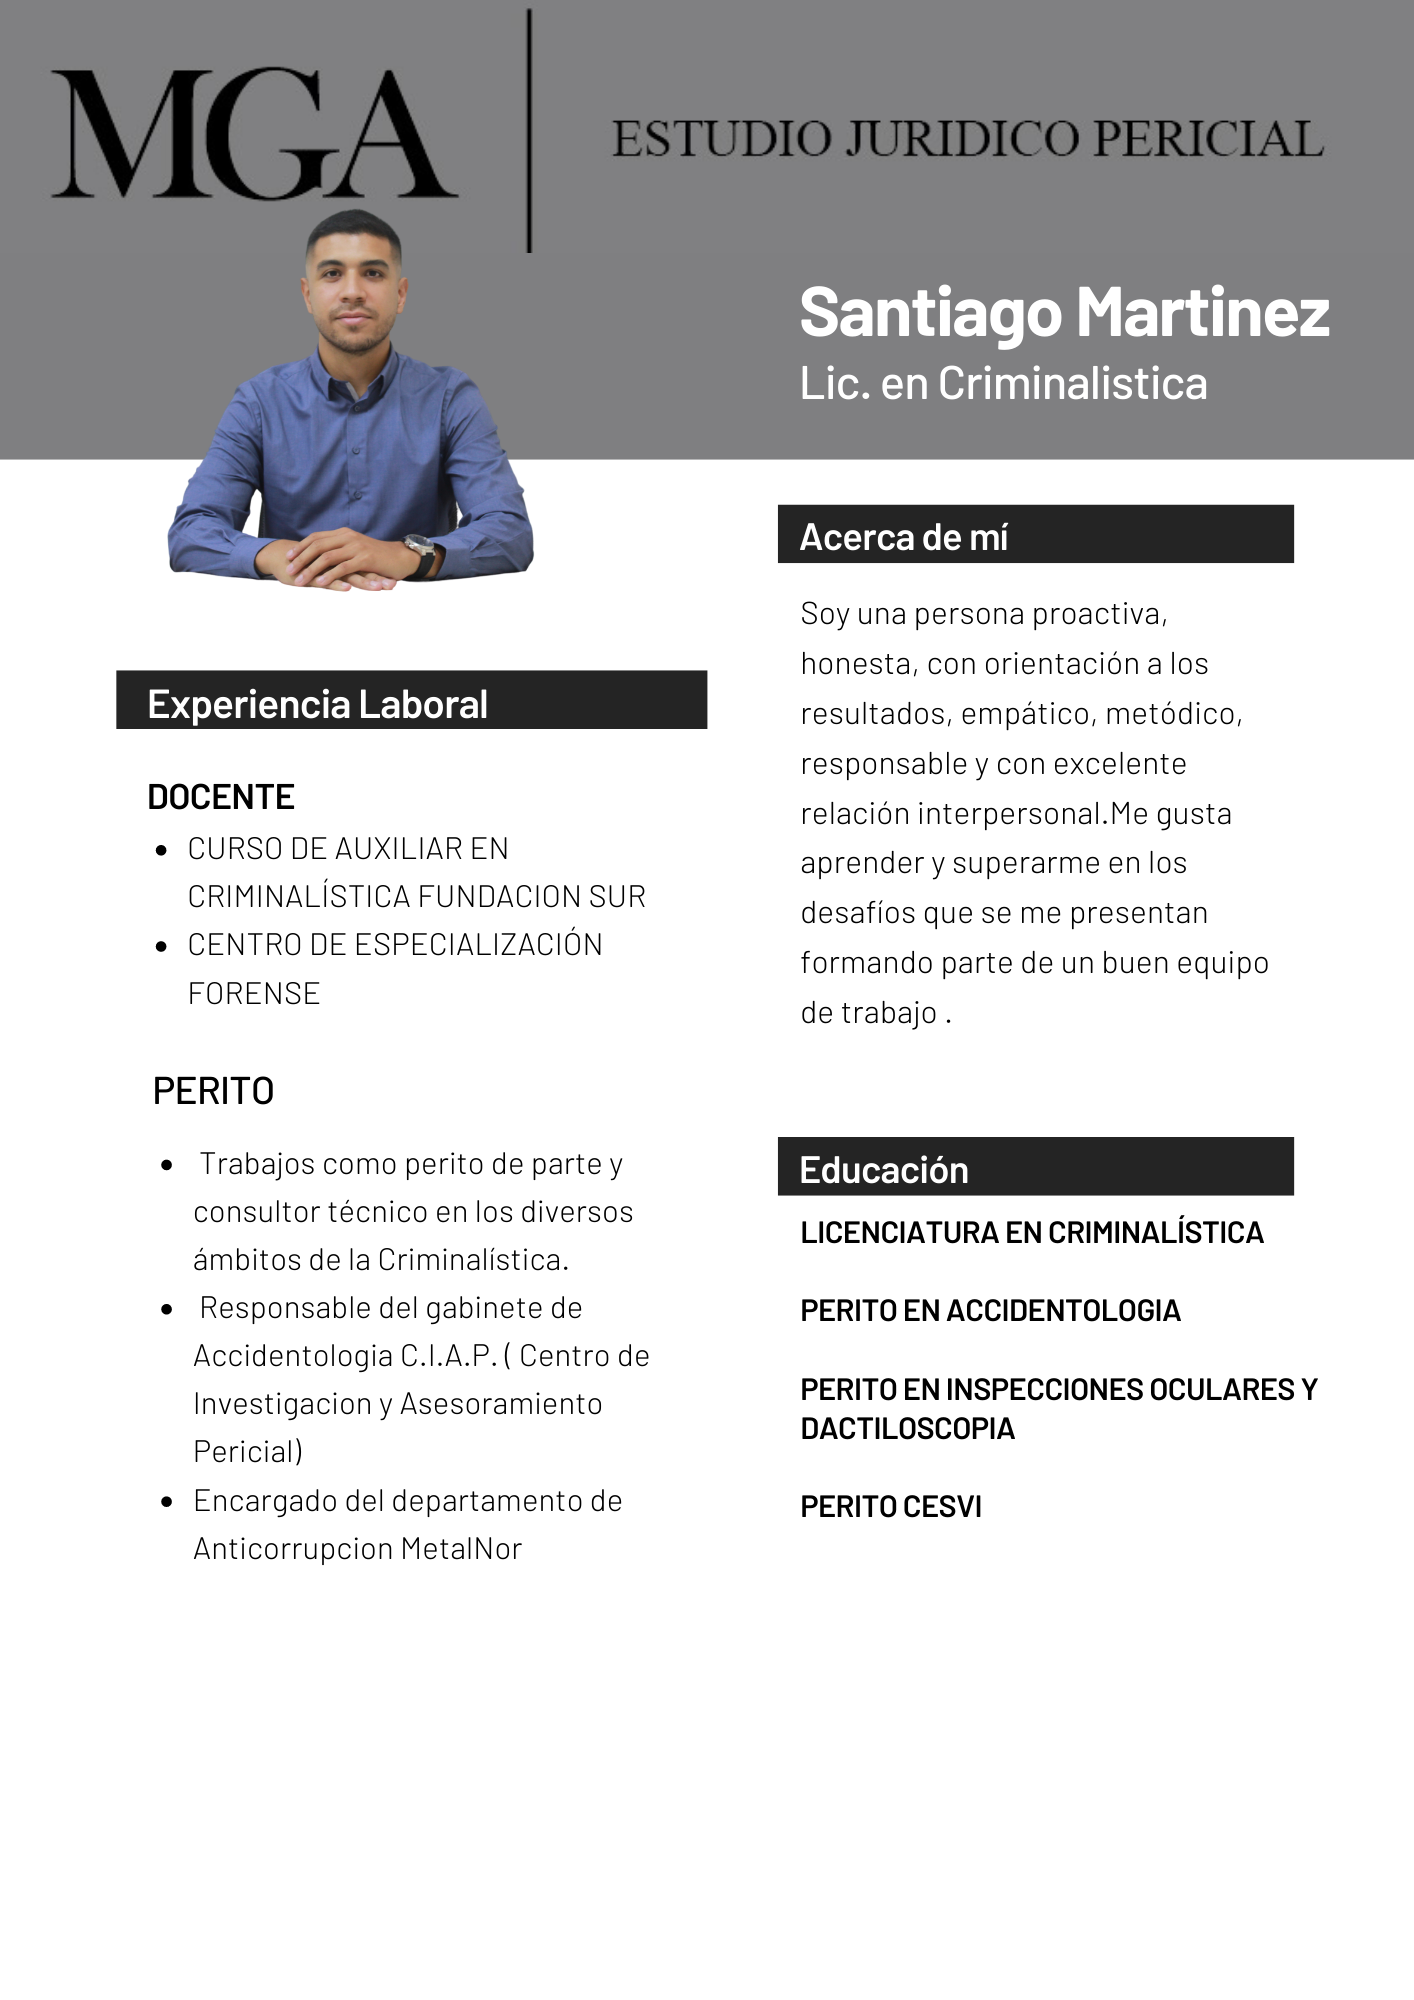 MGA
ESTUDIO JURIDICO PERICIAL
Santiago Martinez
Lic. en Criminalistica
Experiencia Laboral
DOCENTE
• CURSO DE AUXILIAR EN
CRIMINALÍSTICA FUNDACION SUR
• CENTRO DE ESPECIALIZACIÓN
FORENSE
PERITO
• Trabajos como perito de parte y
consultor técnico en los diversos
ámbitos de la Criminalística.
• Responsable del gabinete de
Accidentologia C.I.A.P. ( Centro de
Investigacion y Asesoramiento
Pericial)
• Encargado del departamento de
Anticorrupcion MetalNor
Acerca de mí
Soy una persona proactiva,
honesta, con orientación a los
resultados, empático, metódico,
responsable y con excelente
relación interpersonal.Me gusta
aprender y superarme en los
desafíos que se me presentan
formando parte de un buen equipo
de trabajo .
Educación
LICENCIATURA EN CRIMINALÍSTICA
PERITO EN ACCIDENTOLOGIA
PERITO EN INSPECCIONES OCULARES Y
DACTILOSCOPIA
PERITO CESVI